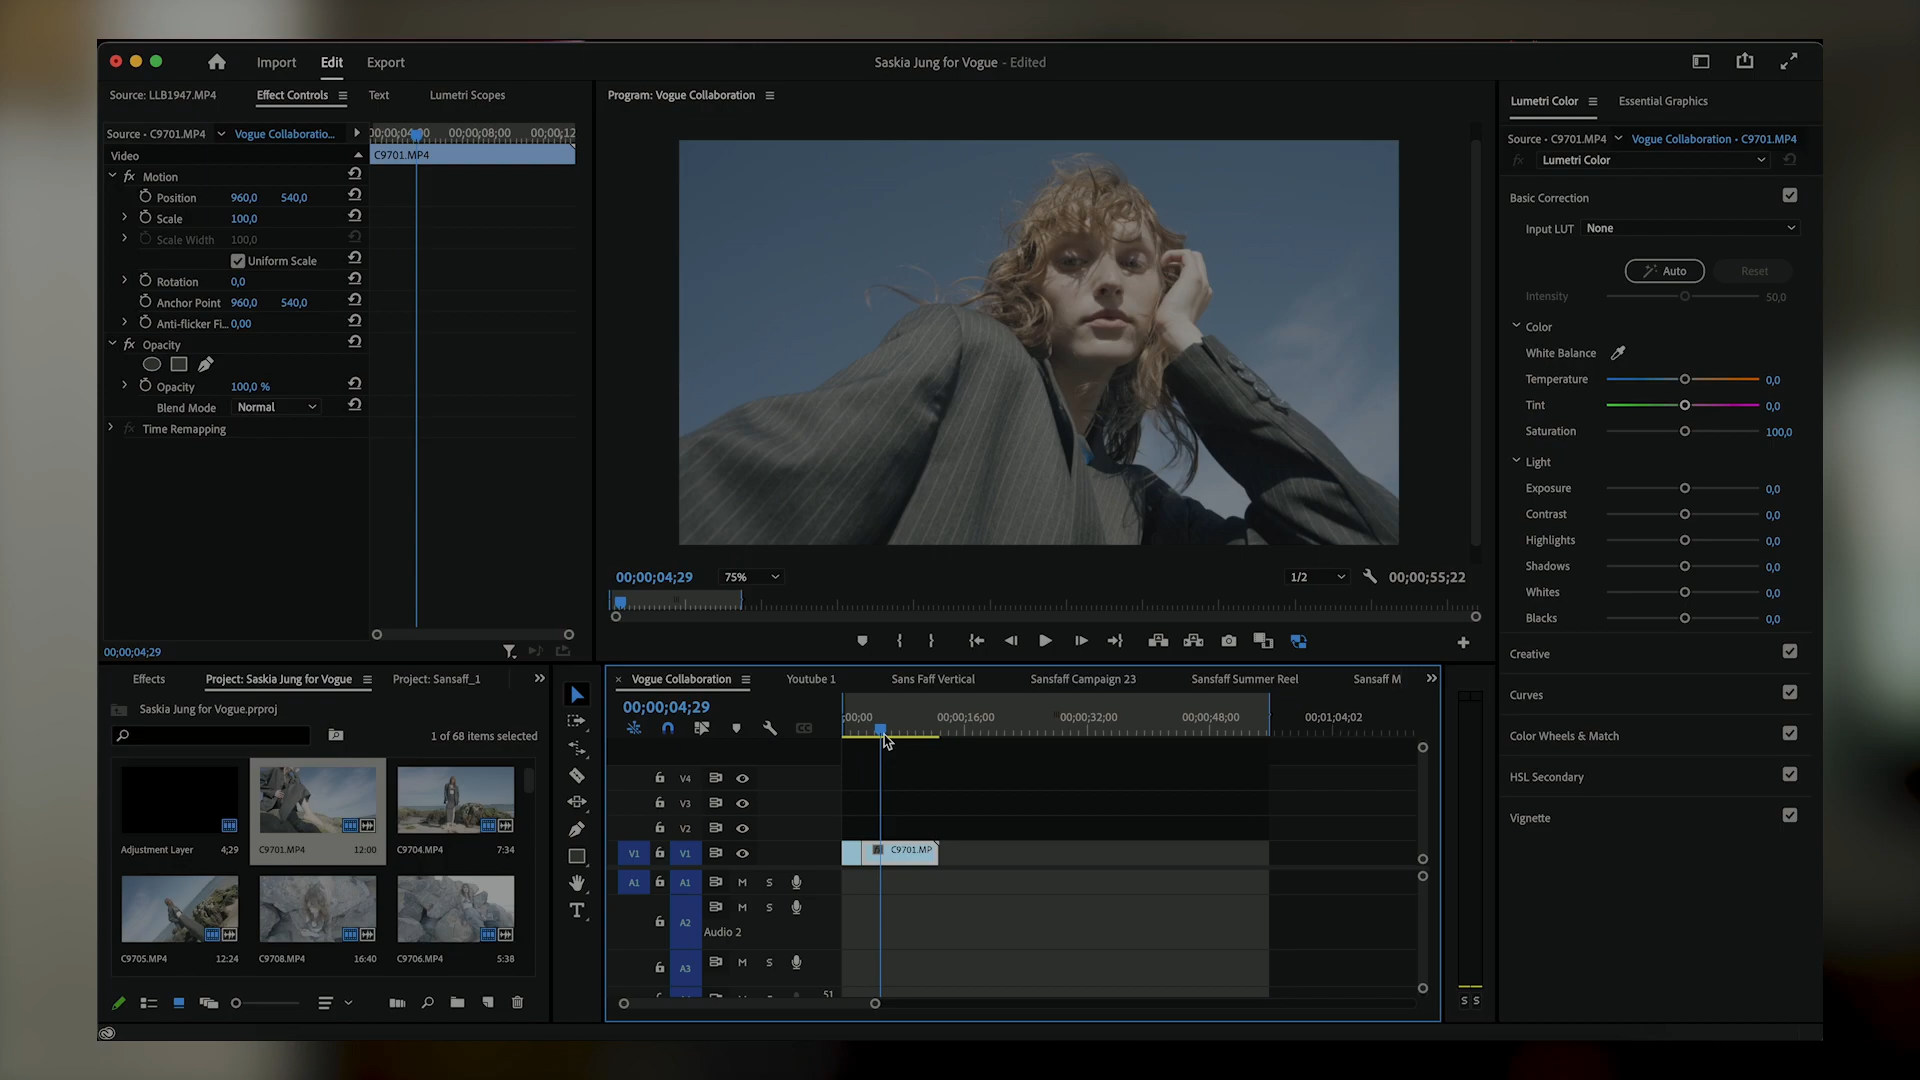 Import Edit Export
Saskia Jung for Vogue - Edited
Source: LLB1947.MP4 Effect Controls Text Lumetri Scopes
Source • C9701.MP4 Vogue Collaboratio...
00;00;04;00 00;00;08;00 00;00;12
Video
C9701.MP4
fx Motion
Position 960,0 540,0
Scale 100,0
Scale Width 100,0
Uniform Scale
Rotation 0,0
Anchor Point 960,0 540,0
Anti-flicker Fi... 0,00
fx Opacity
Opacity 100,0 %
Blend Mode Normal
fx Time Remapping
00;00;04;29
Program: Vogue Collaboration
00;00;04;29 75% 1/2 00;00;55;22
Lumetri Color Essential Graphics
Source • C9701.MP4 Vogue Collaboration • C9701.MP4
fx Lumetri Color
Basic Correction
Input LUT None
Auto Reset
Intensity 50,0
Color
White Balance
Temperature 0,0
Tint 0,0
Saturation 100,0
Light
Exposure 0,0
Contrast 0,0
Highlights 0,0
Shadows 0,0
Whites 0,0
Blacks 0,0
Creative
Curves
Color Wheels & Match
HSL Secondary
Vignette
Effects Project: Saskia Jung for Vogue Project: Sansaff_1
Saskia Jung for Vogue.prproj
1 of 68 items selected
Adjustment Layer 4;29 C9701.MP4 12:00 C9704.MP4 7:34
C9705.MP4 12:24 C9708.MP4 16:40 C9706.MP4 5:38
Vogue Collaboration Youtube 1 Sans Faff Vertical Sansfaff Campaign 23 Sansfaff Summer Reel Sansaff M
00;00;04;29
;00;00 00;00;16;00 00;00;32;00 00;00;48;00 00;01;04;02
V4
V3
V2
V1 V1 C9701.MP
A1 A1 M S
A2 M S
Audio 2
A3 M S
51
S S